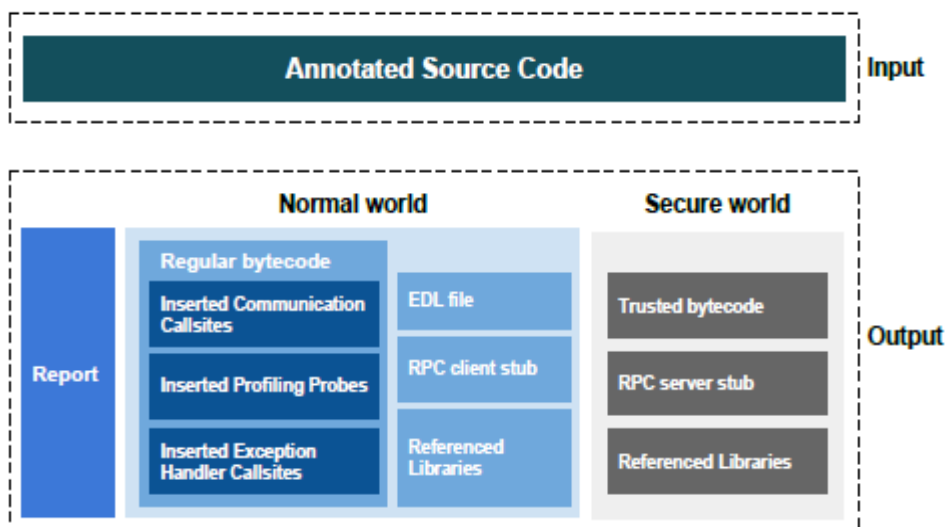 Annotated Source Code
Input
Normal world
Secure world
Report
Regular bytecode
Inserted Communication
Callsites
Inserted Profiling Probes
Inserted Exception
Handler Callsites
EDL file
RPC client stub
Referenced
Libraries
Trusted bytecode
RPC server stub
Referenced Libraries
Output